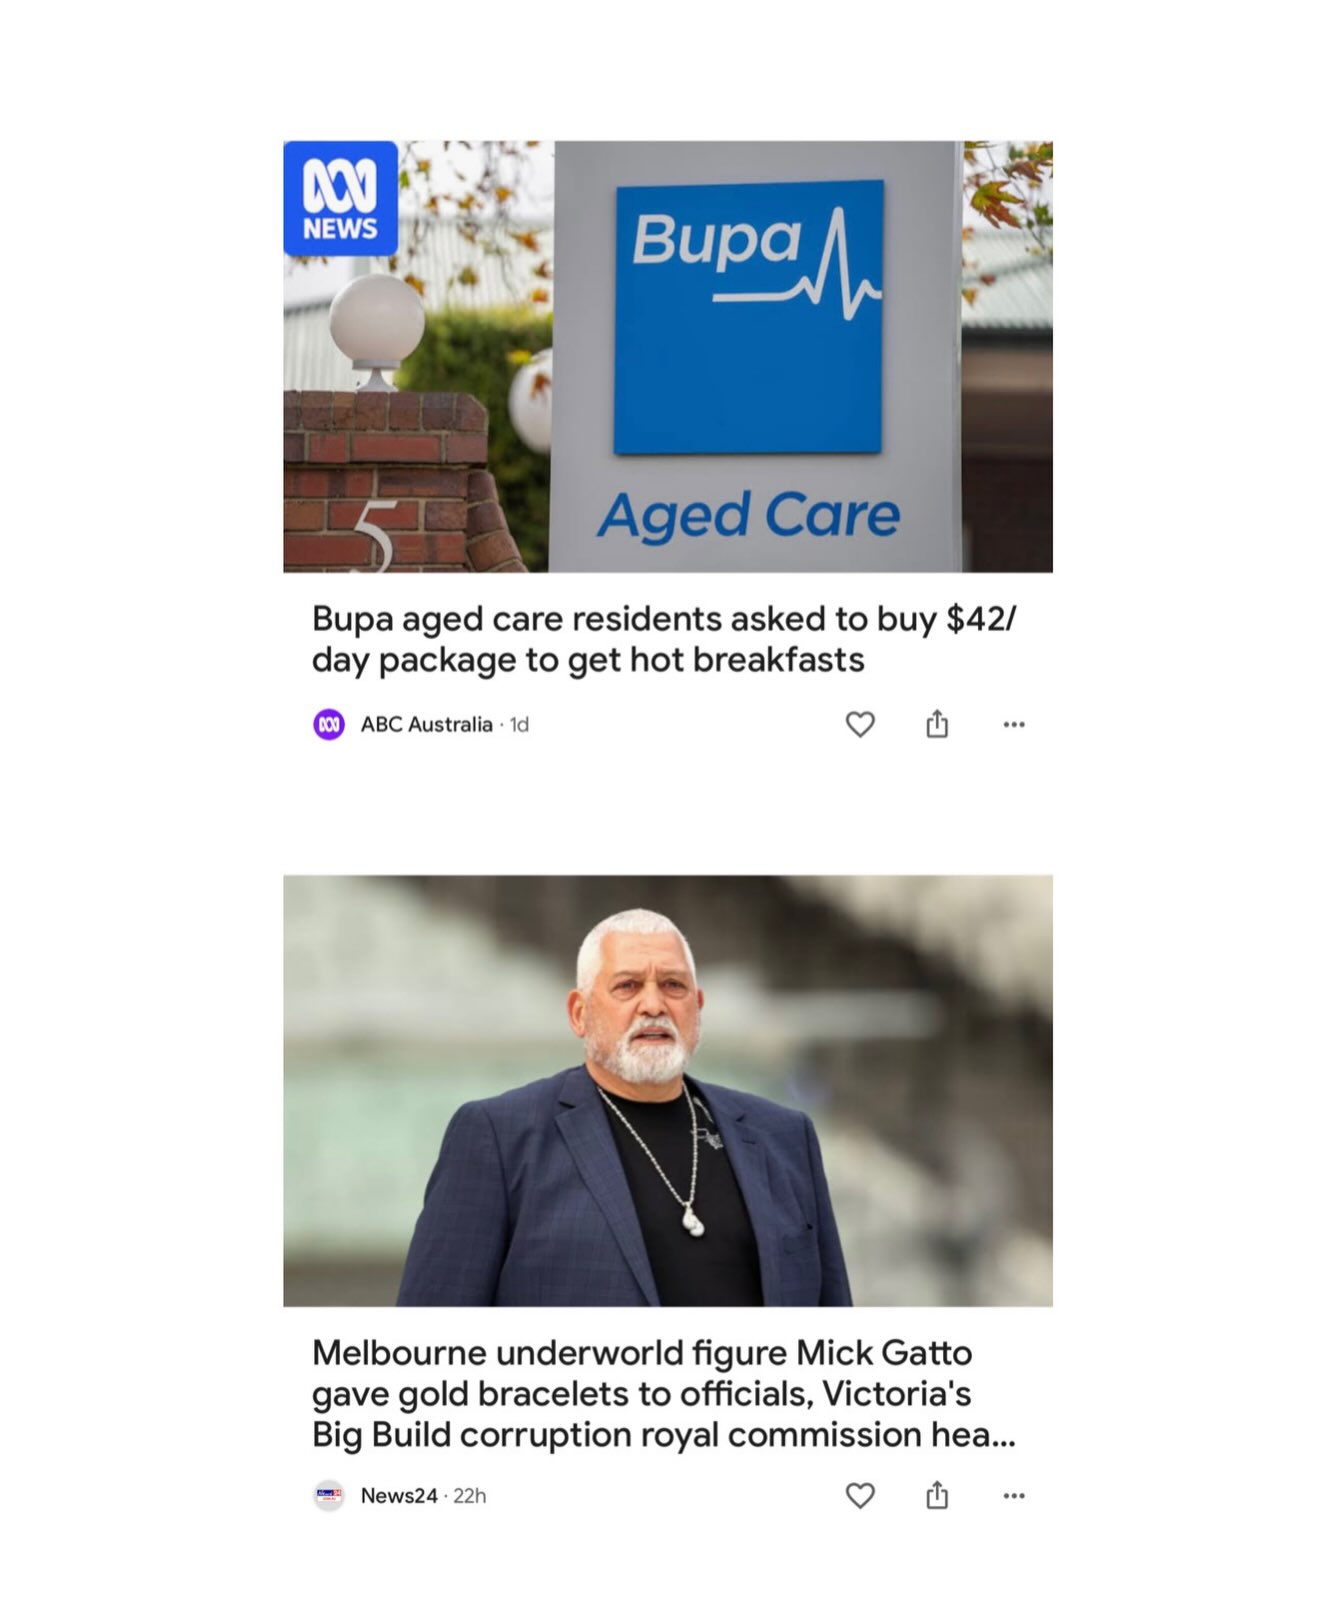 NEWS
Bupa
5
Aged Care
Bupa aged care residents asked to buy $42/
day package to get hot breakfasts
ABC Australia · 1d
Melbourne underworld figure Mick Gatto
gave gold bracelets to officials, Victoria's
Big Build corruption royal commission hea...
News24 · 22h